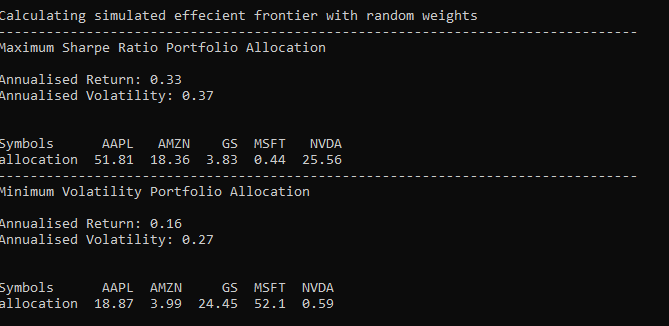 Calculating simulated effecient frontier with random weights
--------------------------------------------------------------------------------
Maximum Sharpe Ratio Portfolio Allocation
Annualised Return: 0.33
Annualised Volatility: 0.37
Symbols      AAPL   AMZN    GS  MSFT   NVDA
allocation  51.81  18.36  3.83  0.44  25.56
--------------------------------------------------------------------------------
Minimum Volatility Portfolio Allocation
Annualised Return: 0.16
Annualised Volatility: 0.27
Symbols      AAPL  AMZN     GS  MSFT  NVDA
allocation  18.87  3.99  24.45  52.1  0.59